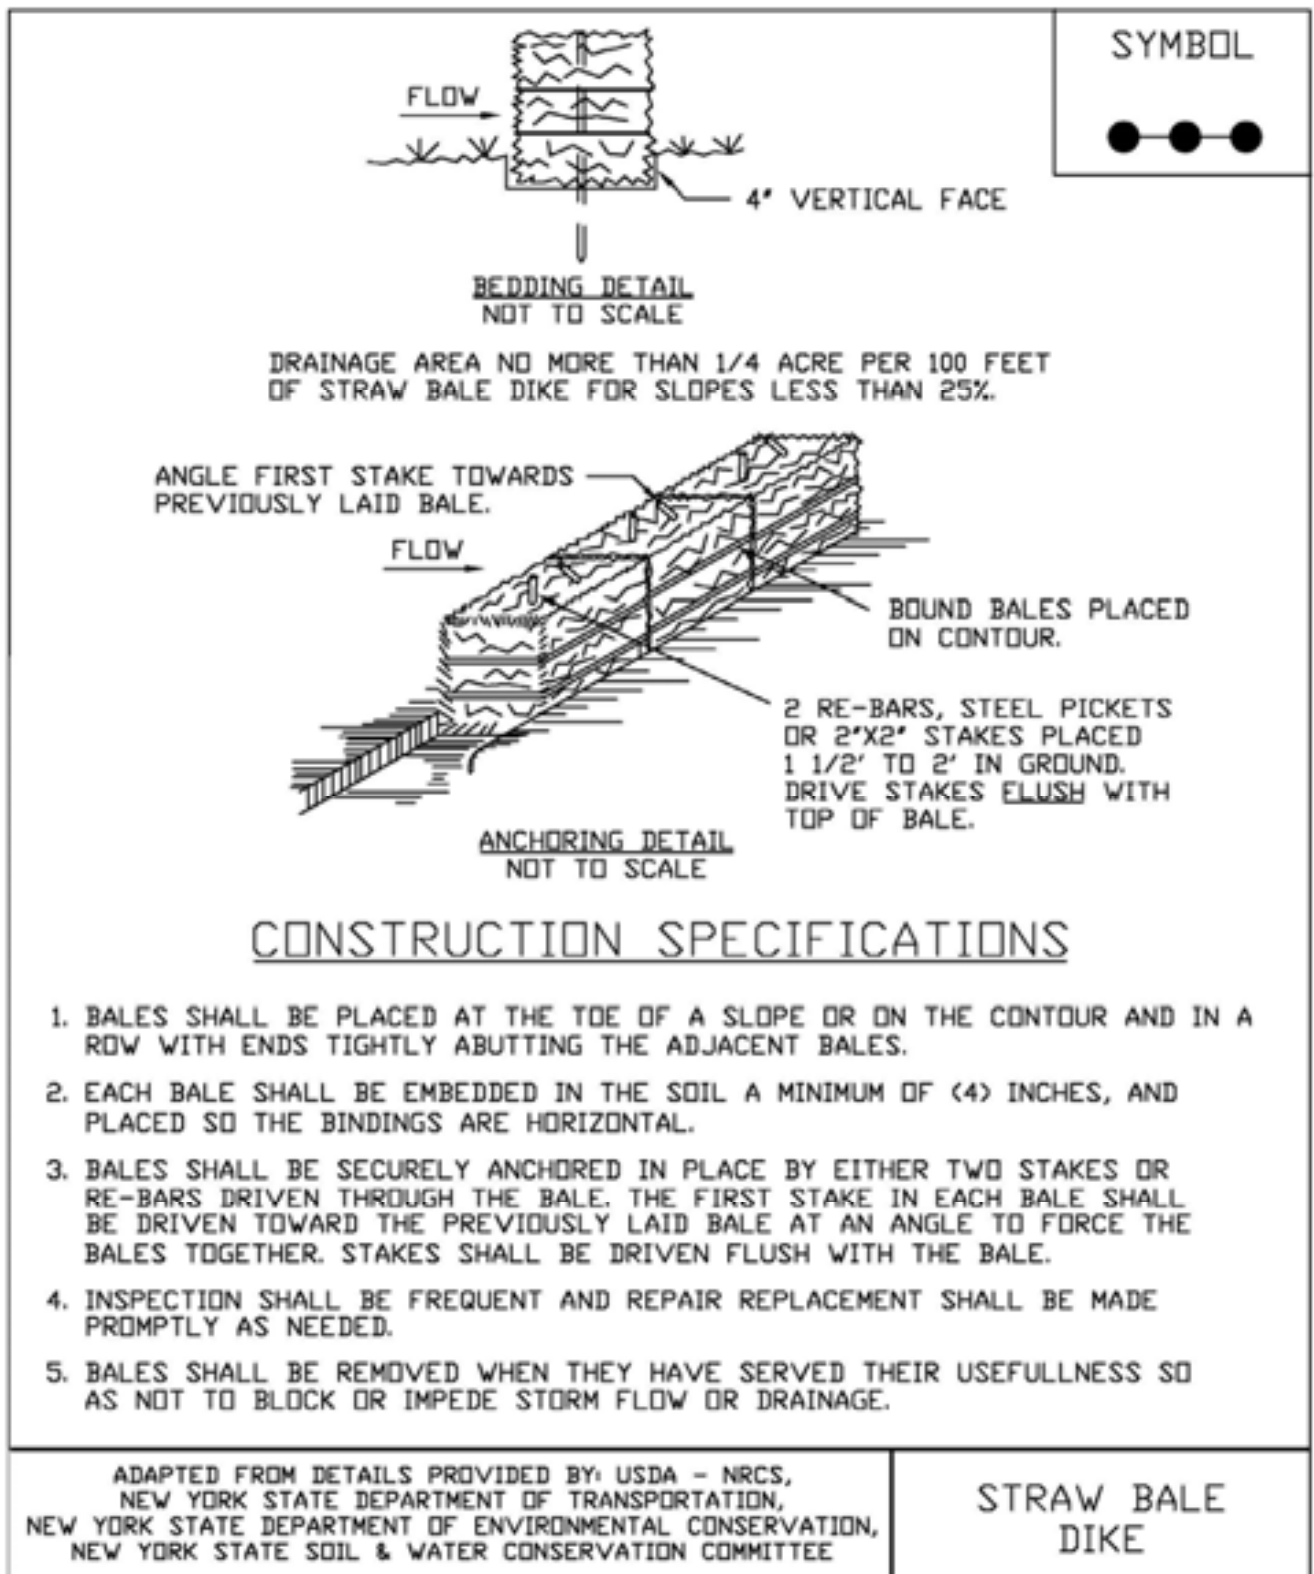 SYMBOL
FLOW
4" VERTICAL FACE
BEDDING DETAIL
NOT TO SCALE
DRAINAGE AREA NO MORE THAN 1/4 ACRE PER 100 FEET
OF STRAW BALE DIKE FOR SLOPES LESS THAN 25%.
ANGLE FIRST STAKE TOWARDS
PREVIOUSLY LAID BALE.
FLOW
BOUND BALES PLACED
ON CONTOUR.
2 RE-BARS, STEEL PICKETS
OR 2"X2" STAKES PLACED
1 1/2' TO 2' IN GROUND.
DRIVE STAKES FLUSH WITH
TOP OF BALE.
ANCHORING DETAIL
NOT TO SCALE
CONSTRUCTION SPECIFICATIONS
1. BALES SHALL BE PLACED AT THE TOE OF A SLOPE OR ON THE CONTOUR AND IN A
ROW WITH ENDS TIGHTLY ABUTTING THE ADJACENT BALES.
2. EACH BALE SHALL BE EMBEDDED IN THE SOIL A MINIMUM OF (4) INCHES, AND
PLACED SO THE BINDINGS ARE HORIZONTAL.
3. BALES SHALL BE SECURELY ANCHORED IN PLACE BY EITHER TWO STAKES OR
RE-BARS DRIVEN THROUGH THE BALE. THE FIRST STAKE IN EACH BALE SHALL
BE DRIVEN TOWARD THE PREVIOUSLY LAID BALE AT AN ANGLE TO FORCE THE
BALES TOGETHER. STAKES SHALL BE DRIVEN FLUSH WITH THE BALE.
4. INSPECTION SHALL BE FREQUENT AND REPAIR REPLACEMENT SHALL BE MADE
PROMPTLY AS NEEDED.
5. BALES SHALL BE REMOVED WHEN THEY HAVE SERVED THEIR USEFULLNESS SO
AS NOT TO BLOCK OR IMPEDE STORM FLOW OR DRAINAGE.
ADAPTED FROM DETAILS PROVIDED BY: USDA - NRCS,
NEW YORK STATE DEPARTMENT OF TRANSPORTATION,
NEW YORK STATE DEPARTMENT OF ENVIRONMENTAL CONSERVATION,
NEW YORK STATE SOIL & WATER CONSERVATION COMMITTEE
STRAW BALE
DIKE